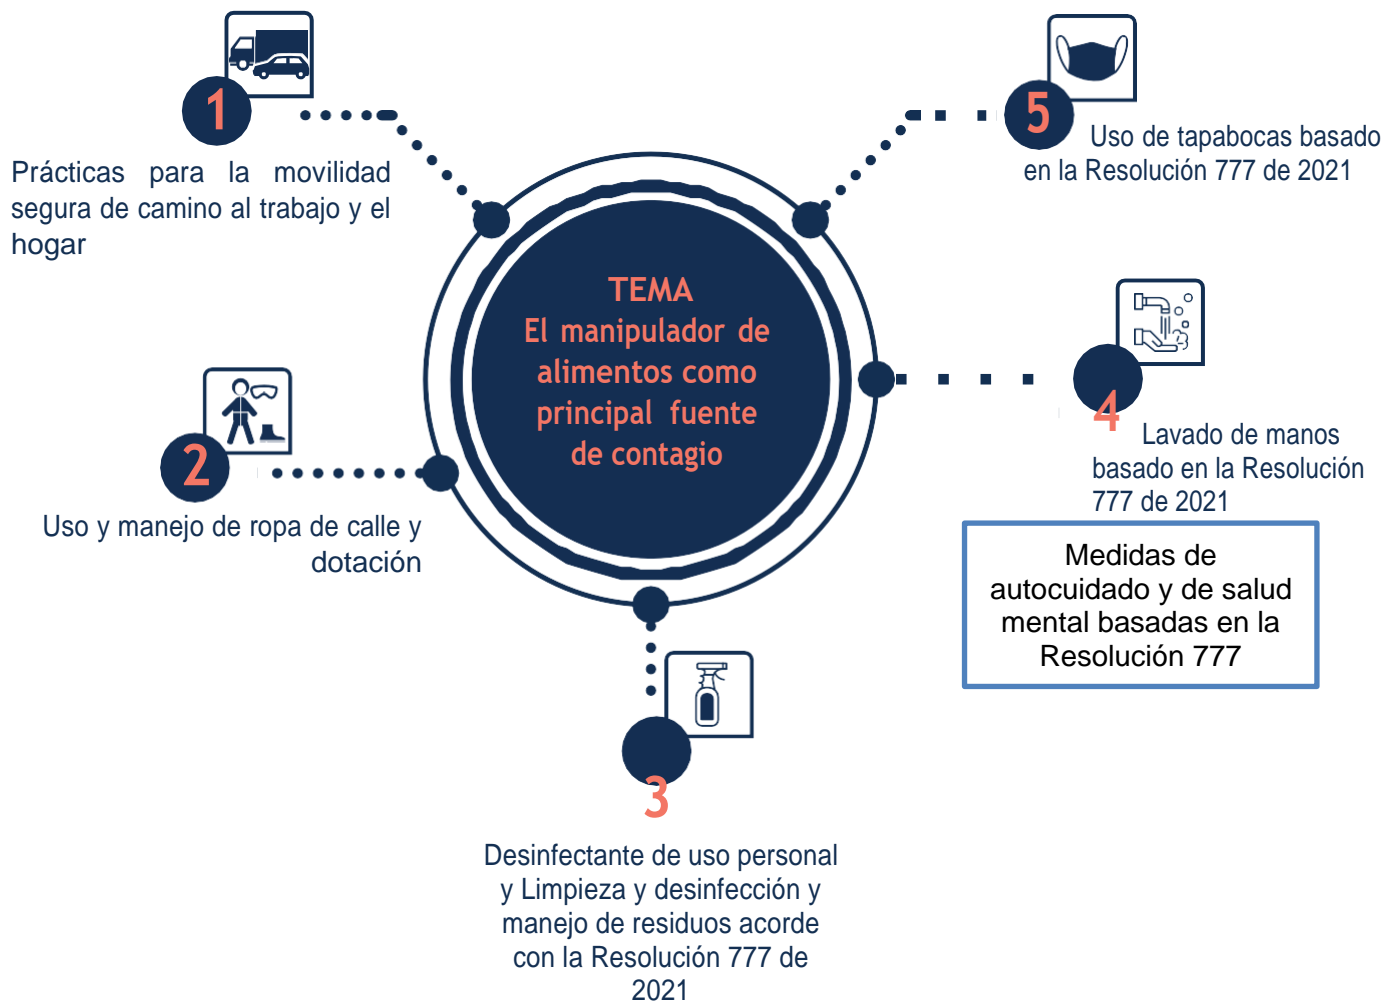 1
Prácticas para la movilidad
segura de camino al trabajo y el
hogar
2
Uso y manejo de ropa de calle y
dotación
3
Desinfectante de uso personal
y Limpieza y desinfección y
manejo de residuos acorde
con la Resolución 777 de
2021
TEMA
El manipulador de
alimentos como
principal fuente
de contagio
5
Uso de tapabocas basado
en la Resolución 777 de 2021
4
Lavado de manos
basado en la Resolución
777 de 2021
Medidas de
autocuidado y de salud
mental basadas en la
Resolución 777